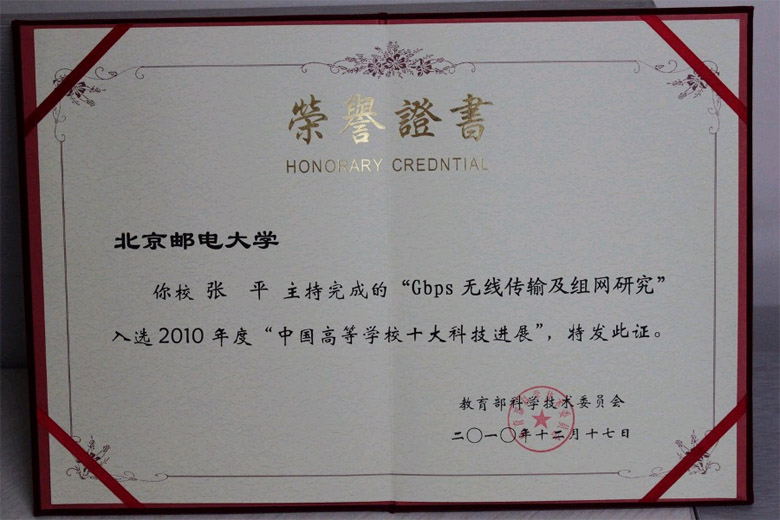 榮譽證書
HONORARY CREDNTIAL
北京邮电大学
你校 张 平 主持完成的“Gbps 无线传输及组网研究”
入选 2010 年度“中国高等学校十大科技进展”，特发此证。
教育部科学技术委员会
二〇一〇年十二月十七日